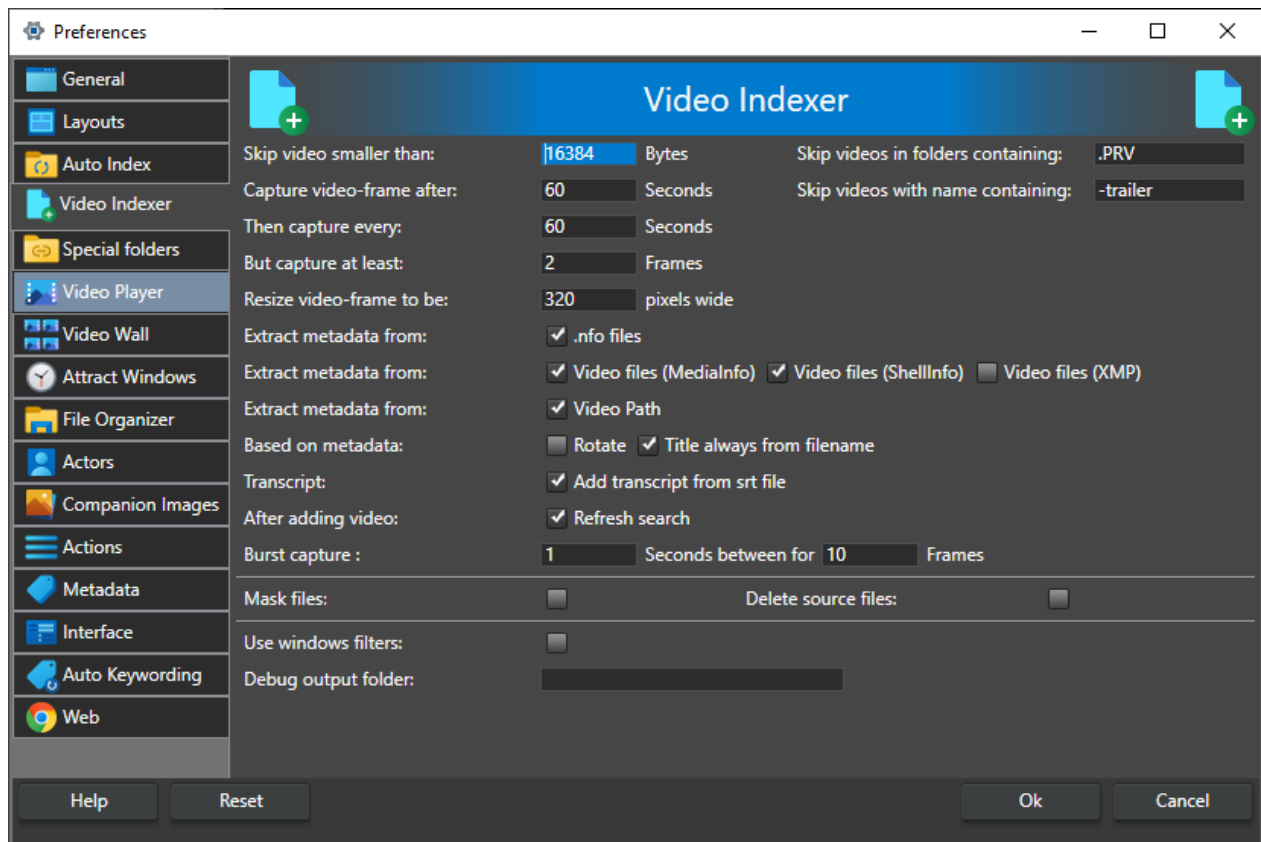 Preferences
General
Layouts
Auto Index
Video Indexer
Special folders
Video Player
Video Wall
Attract Windows
File Organizer
Actors
Companion Images
Actions
Metadata
Interface
Auto Keywording
Web
Video Indexer
Skip video smaller than: 16384 Bytes Skip videos in folders containing: .PRV
Capture video-frame after: 60 Seconds Skip videos with name containing: -trailer
Then capture every: 60 Seconds
But capture at least: 2 Frames
Resize video-frame to be: 320 pixels wide
Extract metadata from: .nfo files
Extract metadata from: Video files (MediaInfo) Video files (ShellInfo) Video files (XMP)
Extract metadata from: Video Path
Based on metadata: Rotate Title always from filename
Transcript: Add transcript from srt file
After adding video: Refresh search
Burst capture : 1 Seconds between for 10 Frames
Mask files: Delete source files:
Use windows filters:
Debug output folder:
Help Reset Ok Cancel